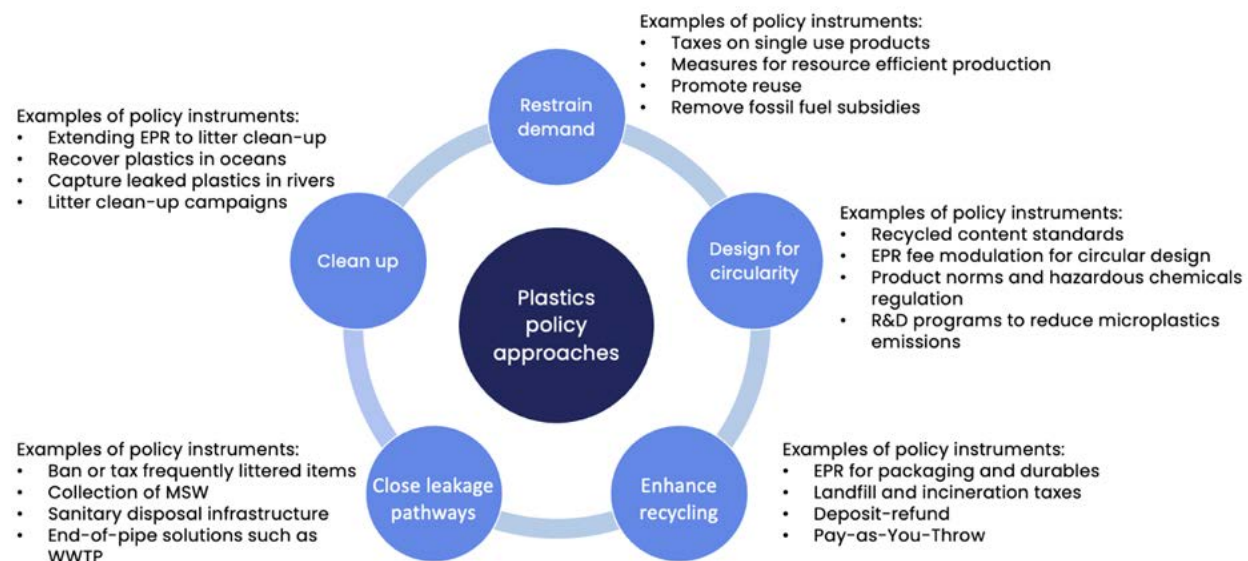 Examples of policy instruments:
• Taxes on single use products
• Measures for resource efficient production
• Promote reuse
• Remove fossil fuel subsidies
Restrain
demand
Examples of policy instruments:
• Extending EPR to litter clean-up
• Recover plastics in oceans
• Capture leaked plastics in rivers
• Litter clean-up campaigns
Clean up
Design for
circularity
Examples of policy instruments:
• Recycled content standards
• EPR fee modulation for circular design
• Product norms and hazardous chemicals
regulation
• R&D programs to reduce microplastics
emissions
Plastics
policy
approaches
Examples of policy instruments:
• Ban or tax frequently littered items
• Collection of MSW
• Sanitary disposal infrastructure
• End-of-pipe solutions such as
WWTP
Close leakage
pathways
Enhance
recycling
Examples of policy instruments:
• EPR for packaging and durables
• Landfill and incineration taxes
• Deposit-refund
• Pay-as-You-Throw